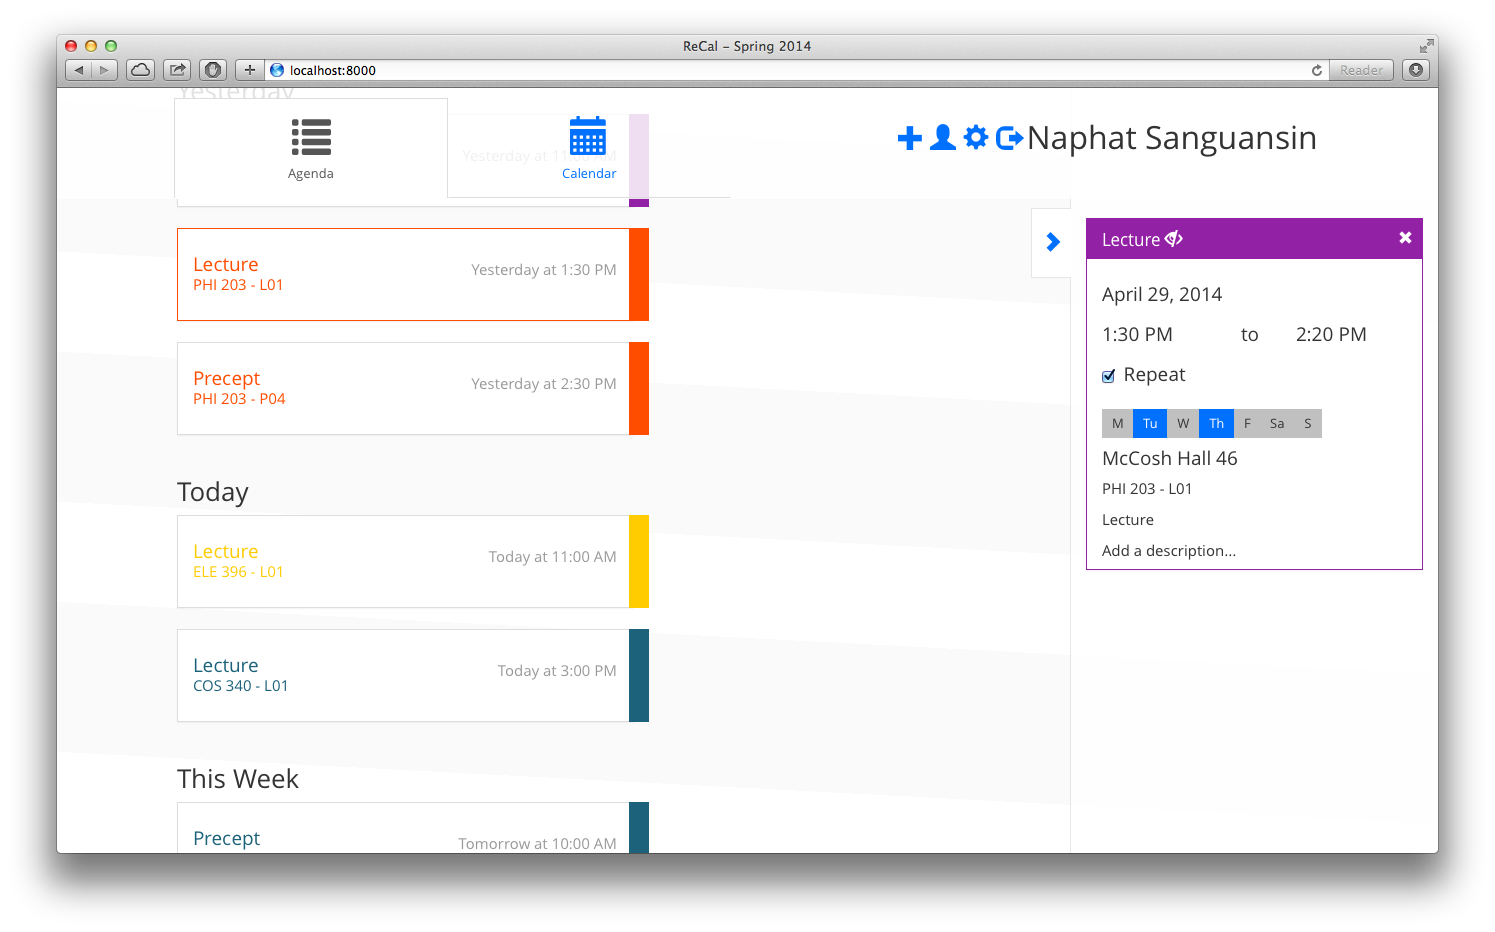 ReCal – Spring 2014
localhost:8000
Reader
Yesterday
Agenda
Calendar
Naphat Sanguansin
Yesterday at 11:00 AM
Lecture
PHI 203 - L01
Yesterday at 1:30 PM
Precept
PHI 203 - P04
Yesterday at 2:30 PM
Today
Lecture
ELE 396 - L01
Today at 11:00 AM
Lecture
COS 340 - L01
Today at 3:00 PM
This Week
Precept
Tomorrow at 10:00 AM
Lecture
April 29, 2014
1:30 PM to 2:20 PM
Repeat
M Tu W Th F Sa S
McCosh Hall 46
PHI 203 - L01
Lecture
Add a description...